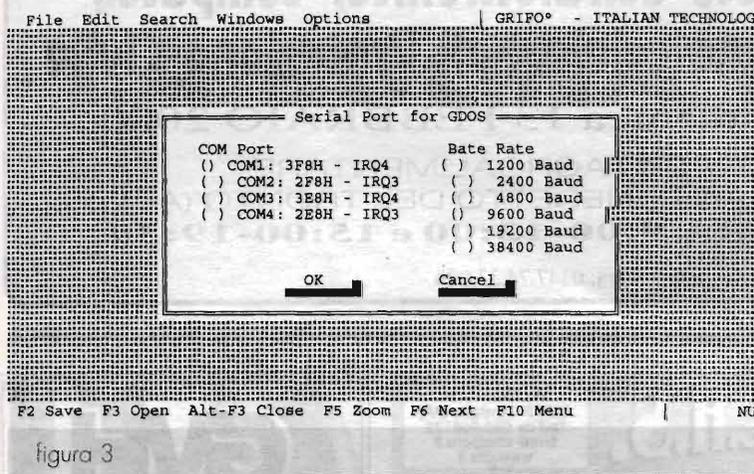 File Edit Search Windows Options | GRIFO° - ITALIAN TECHNOLOG
Serial Port for GDOS
COM Port Bate Rate
() COM1: 3F8H - IRQ4 ( ) 1200 Baud
( ) COM2: 2F8H - IRQ3 ( ) 2400 Baud
( ) COM3: 3E8H - IRQ4 ( ) 4800 Baud
( ) COM4: 2E8H - IRQ3 () 9600 Baud
() 19200 Baud
( ) 38400 Baud
OK Cancel
F2 Save F3 Open Alt-F3 Close F5 Zoom F6 Next F10 Menu | NU
figura 3